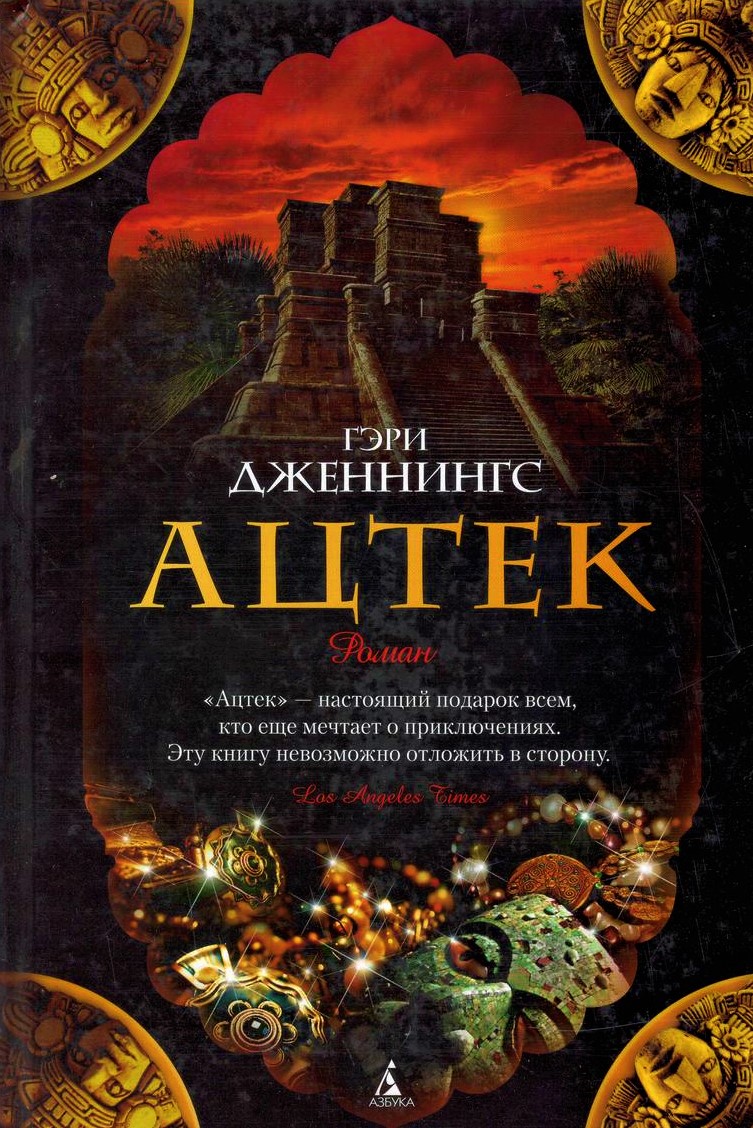 ГЭРИ
ДЖЕННИНГС
АЦТЕК
Роман
«Ацтек» — настоящий подарок всем,
кто еще мечтает о приключениях.
Эту книгу невозможно отложить в сторону.
Los Angeles Times
АЗБУКА